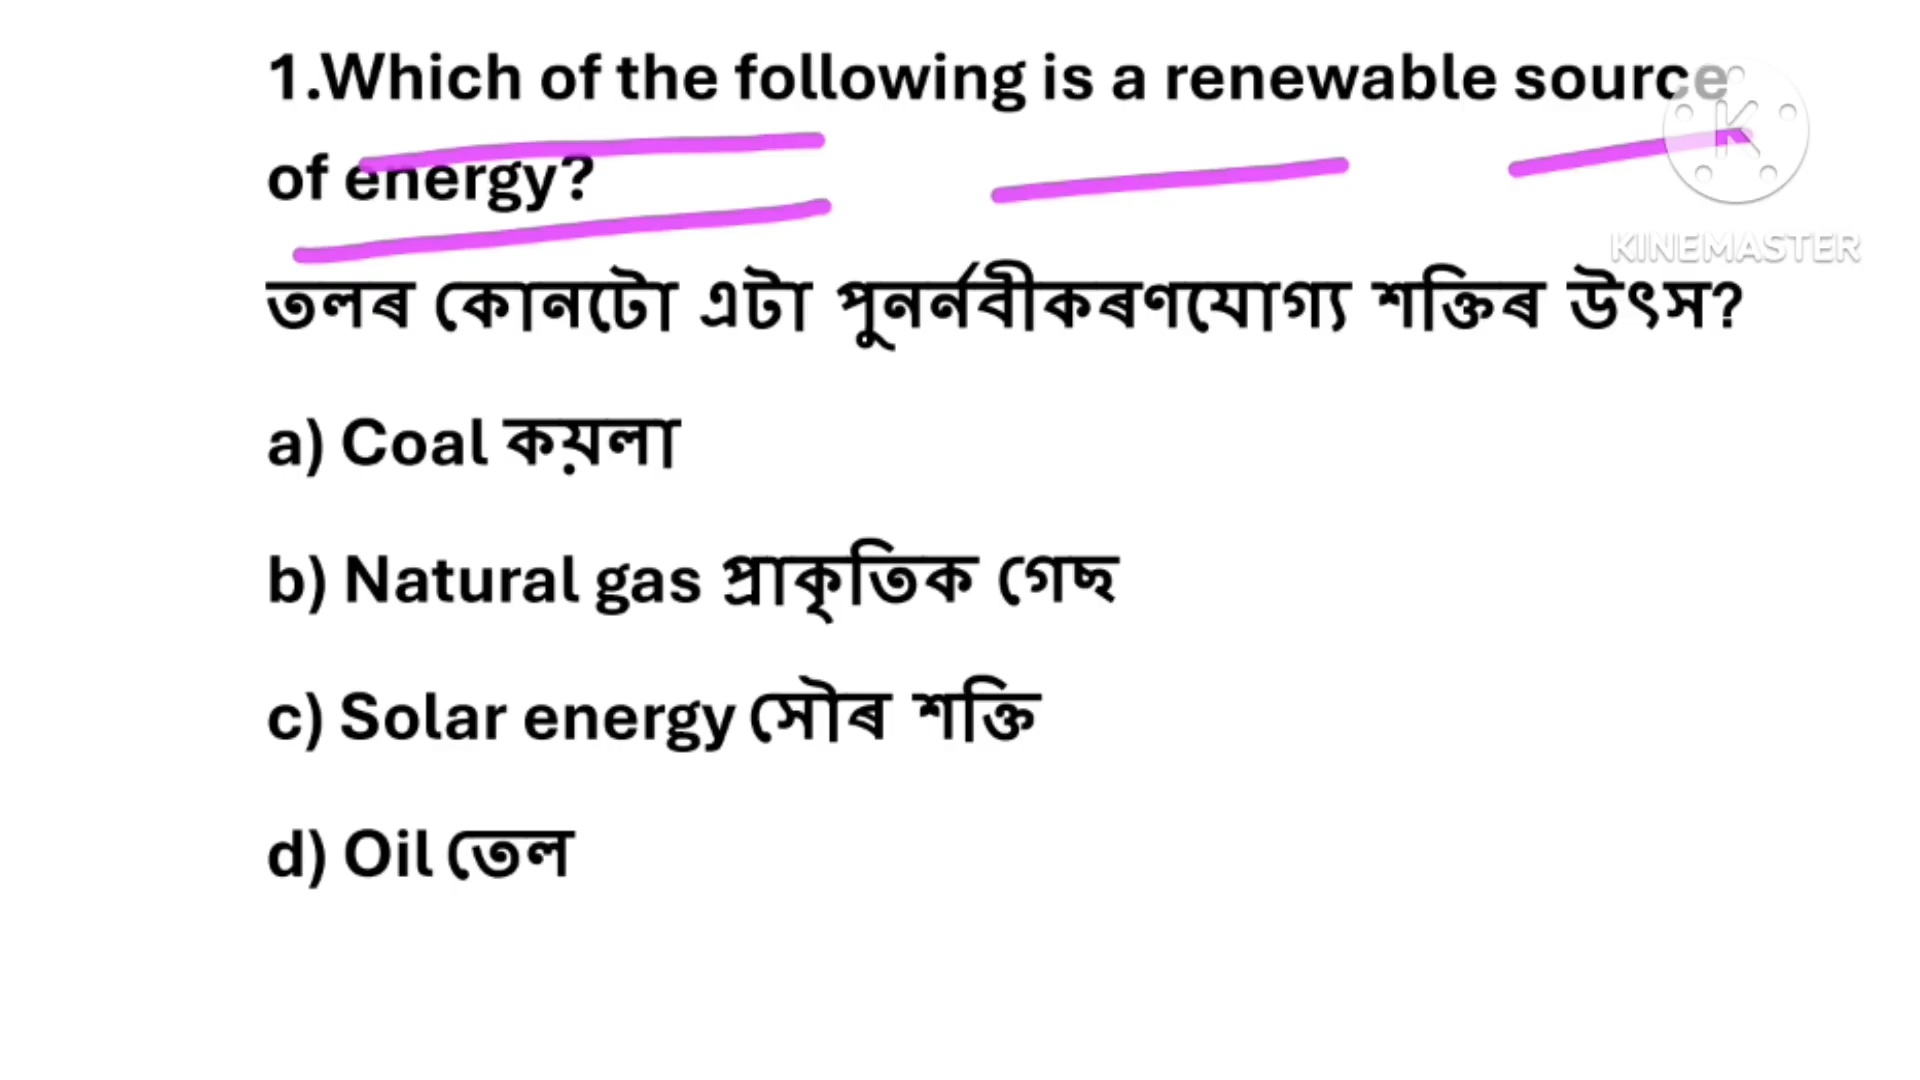 1.Which of the following is a renewable source
of energy?
KINEMASTER
তলৰ কোনটো এটা পুনৰ্নবীকৰণযোগ্য শক্তিৰ উৎস?
a) Coal কয়লা
b) Natural gas প্ৰাকৃতিক গেছ
c) Solar energy সৌৰ শক্তি
d) Oil তেল